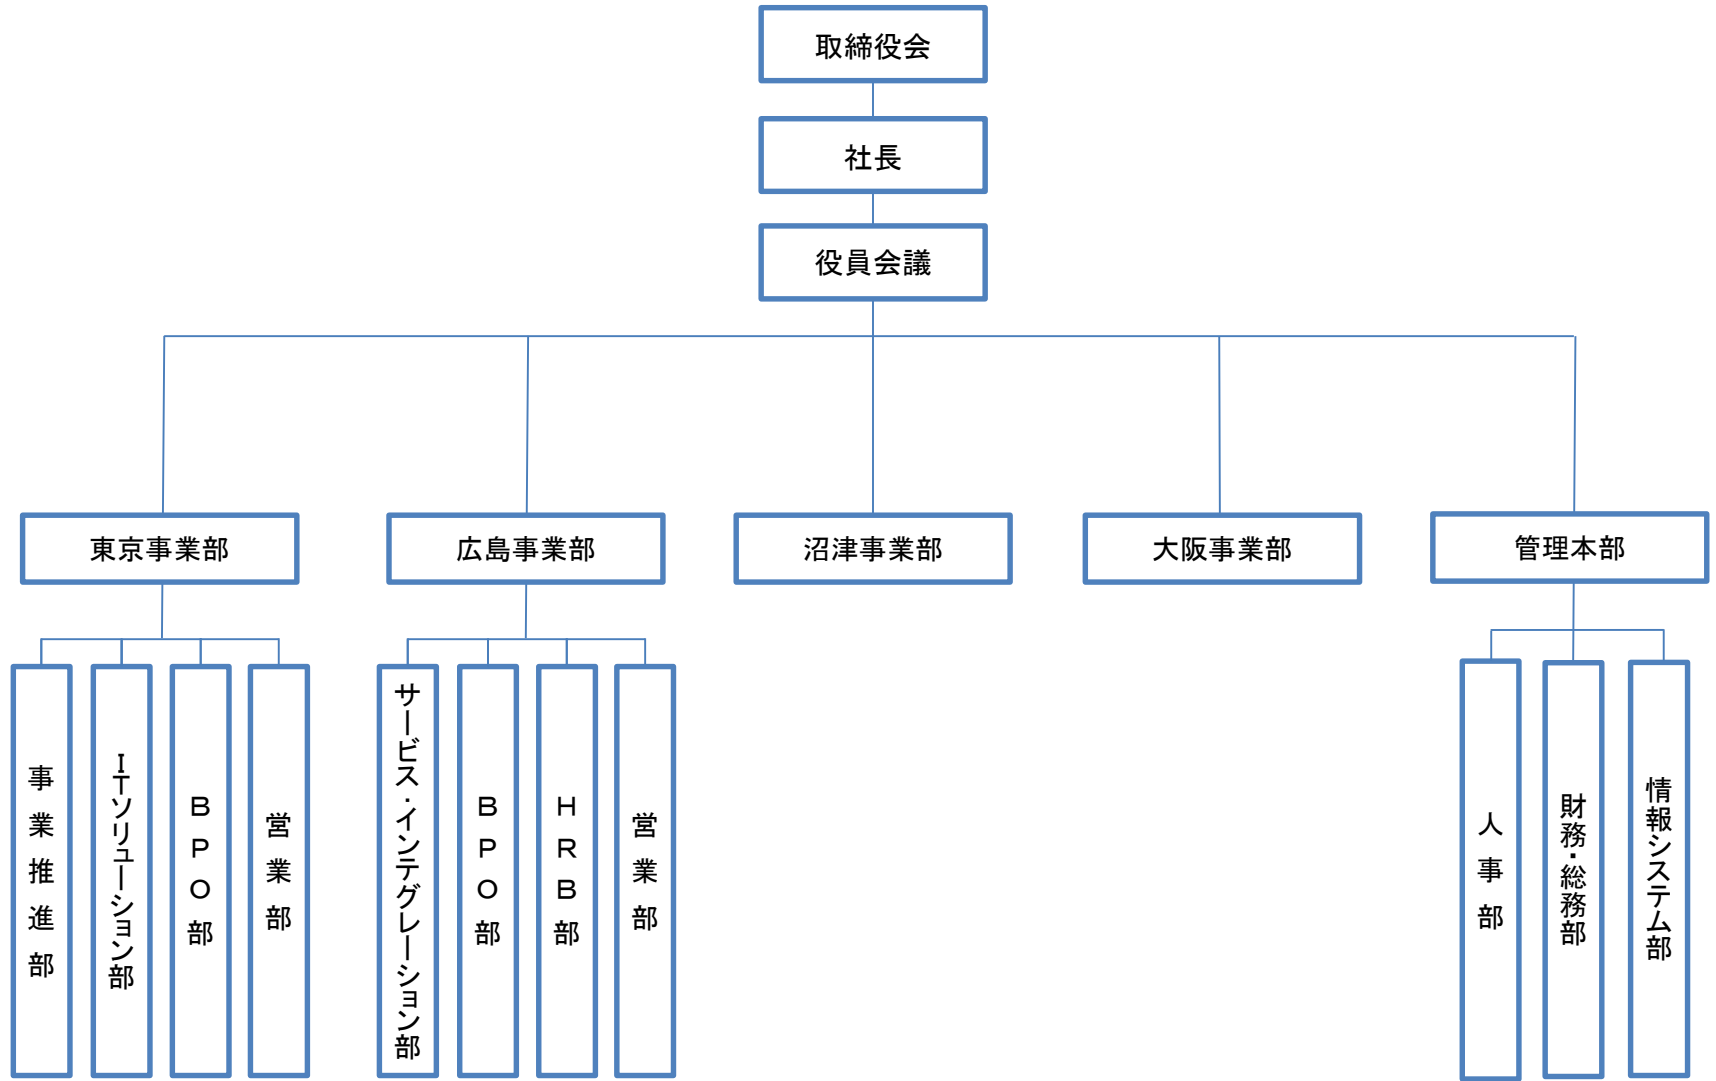 取締役会
社長
役員会議
東京事業部
広島事業部
沼津事業部
大阪事業部
管理本部
事業推進部
ITソリューション部
BPO部
営業部
サービス・インテグレーション部
BPO部
HRB部
営業部
人事部
財務・総務部
情報システム部